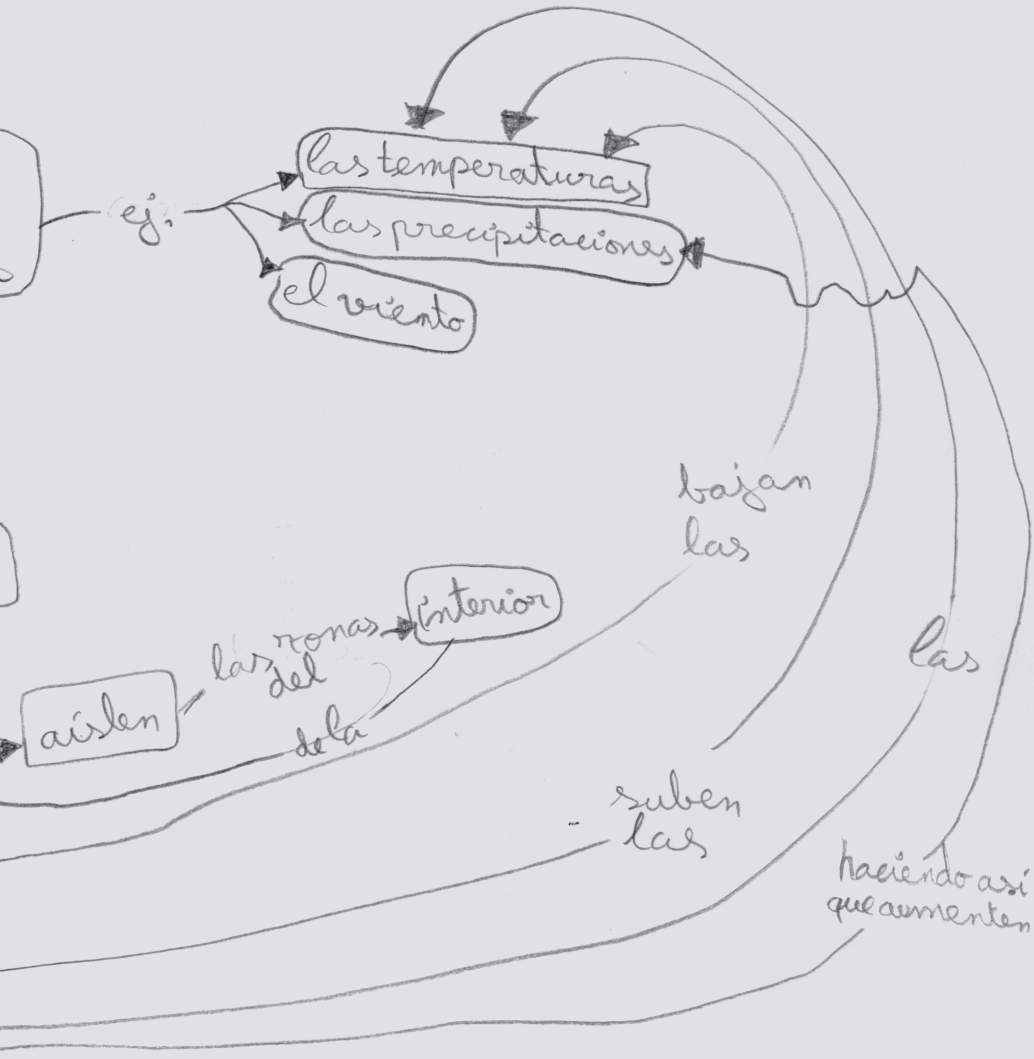 las temperaturas
ej.
las precipitaciones
el viento
bajan
las
interior
las zonas
del
aislen
de la
las
suben
las
haciendo así
que aumenten